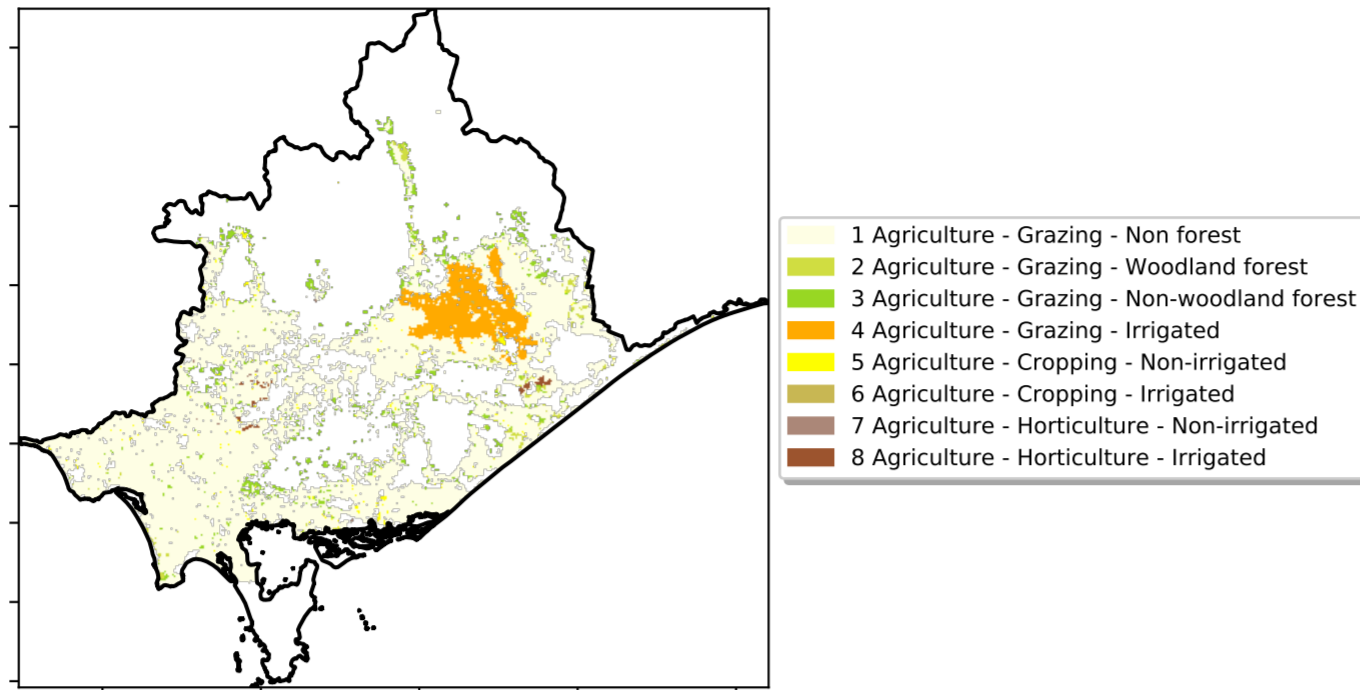 1 Agriculture - Grazing - Non forest
2 Agriculture - Grazing - Woodland forest
3 Agriculture - Grazing - Non-woodland forest
4 Agriculture - Grazing - Irrigated
5 Agriculture - Cropping - Non-irrigated
6 Agriculture - Cropping - Irrigated
7 Agriculture - Horticulture - Non-irrigated
8 Agriculture - Horticulture - Irrigated